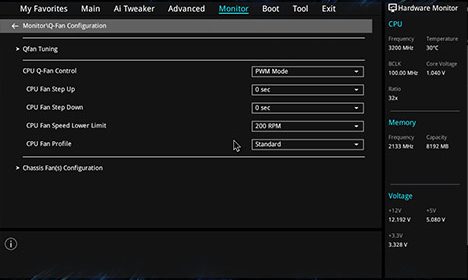 My Favorites Main Ai Tweaker Advanced Monitor Boot Tool Exit
Hardware Monitor
← Monitor\Q-Fan Configuration
Qfan Tuning
CPU Q-Fan Control PWM Mode
CPU Fan Step Up 0 sec
CPU Fan Step Down 0 sec
CPU Fan Speed Lower Limit 200 RPM
CPU Fan Profile Standard
Chassis Fan(s) Configuration
CPU
Frequency Temperature
3200 MHz 30°C
BCLK Core Voltage
100.00 MHz 1.040 V
Ratio
32x
Memory
Frequency Capacity
2133 MHz 8192 MB
Voltage
+12V +5V
12.192 V 5.080 V
+3.3V
3.328 V